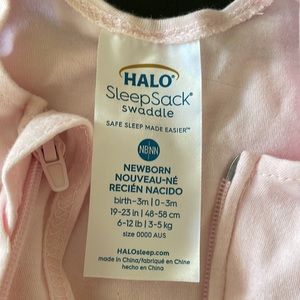 HALO®
SleepSack®
swaddle
SAFE SLEEP MADE EASIER™
NB/NN
NEWBORN
NOUVEAU-NÉ
RECIÉN NACIDO
birth-3m | 0-3m
19-23 in | 48-58 cm
6-12 lb | 3-5 kg
size 0000 AUS
HALOsleep.com
made in China/fabriqué en Chine
hecho en China